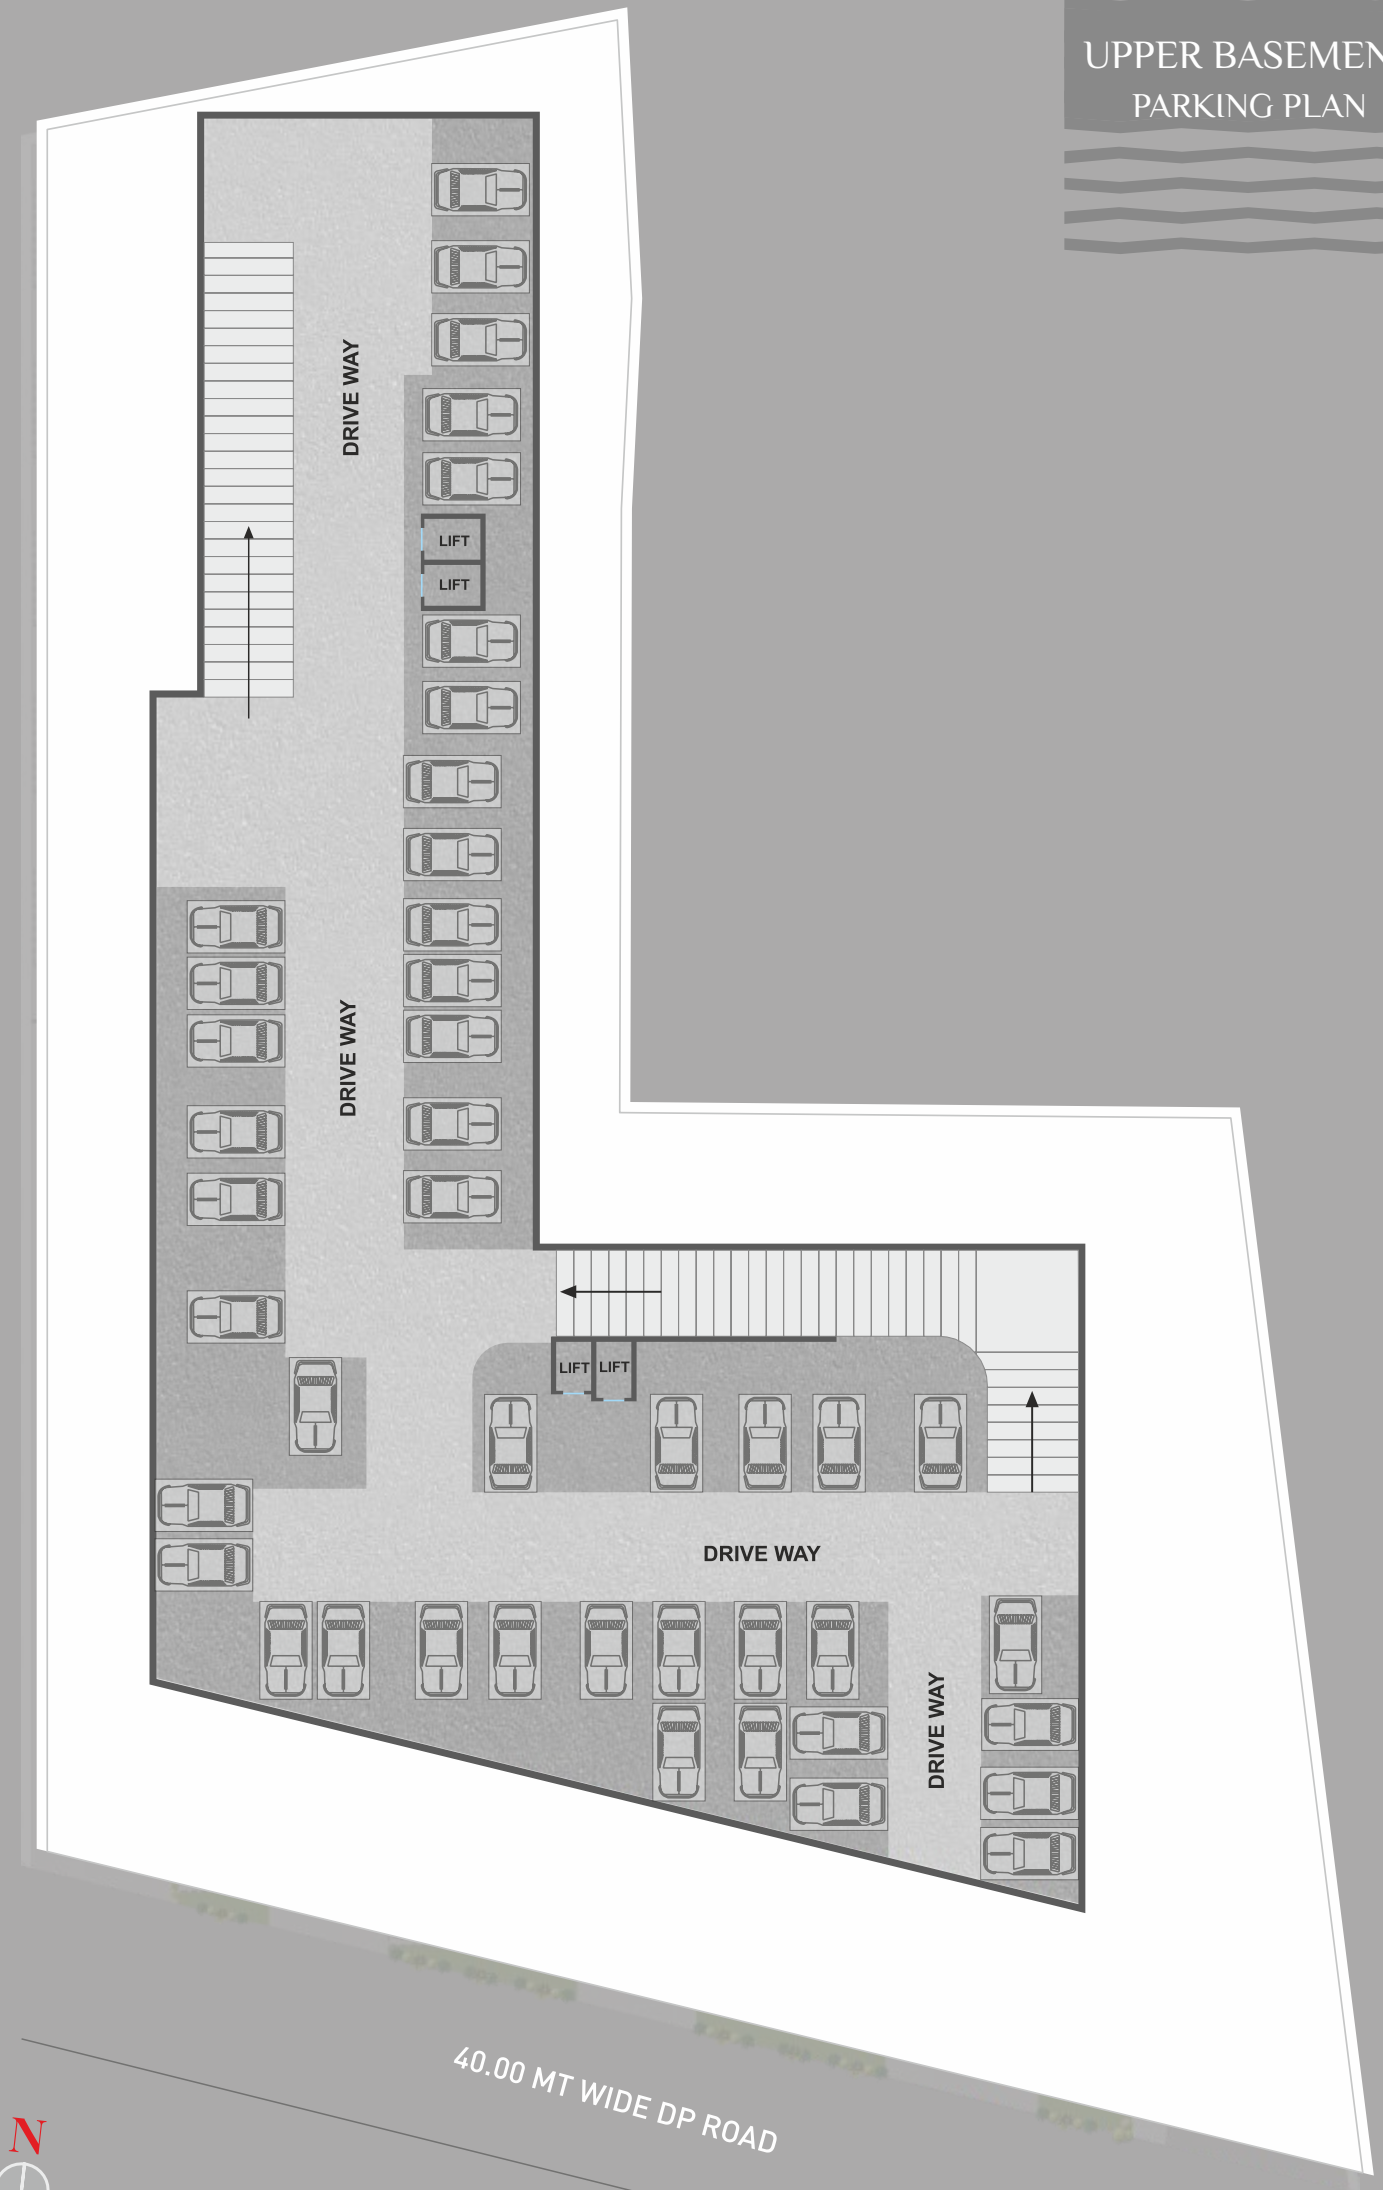 UPPER BASEMEN
PARKING PLAN
DRIVE WAY
LIFT
LIFT
DRIVE WAY
LIFT
LIFT
DRIVE WAY
DRIVE WAY
40.00 MT WIDE DP ROAD
N